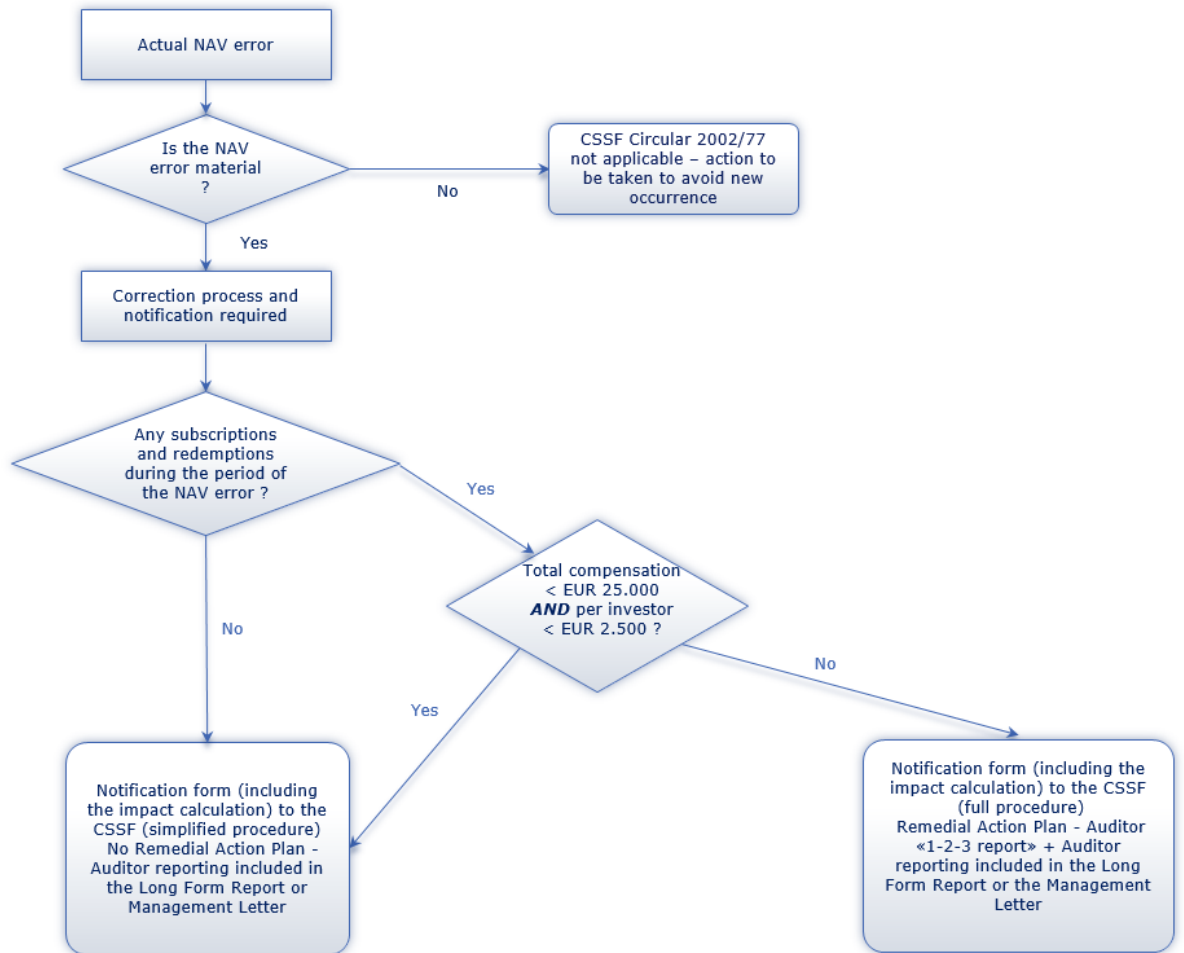 Actual NAV error
Is the NAV
error material
?
No
CSSF Circular 2002/77
not applicable – action to
be taken to avoid new
occurrence
Yes
Correction process and
notification required
Any subscriptions
and redemptions
during the period of
the NAV error ?
Yes
Total compensation
< EUR 25.000
AND per investor
< EUR 2.500 ?
No
No
Yes
Notification form (including
the impact calculation) to the
CSSF (simplified procedure)
No Remedial Action Plan -
Auditor reporting included in
the Long Form Report or
Management Letter
Notification form (including the
impact calculation) to the CSSF
(full procedure)
Remedial Action Plan - Auditor
«1-2-3 report» + Auditor
reporting included in the Long
Form Report or the Management
Letter